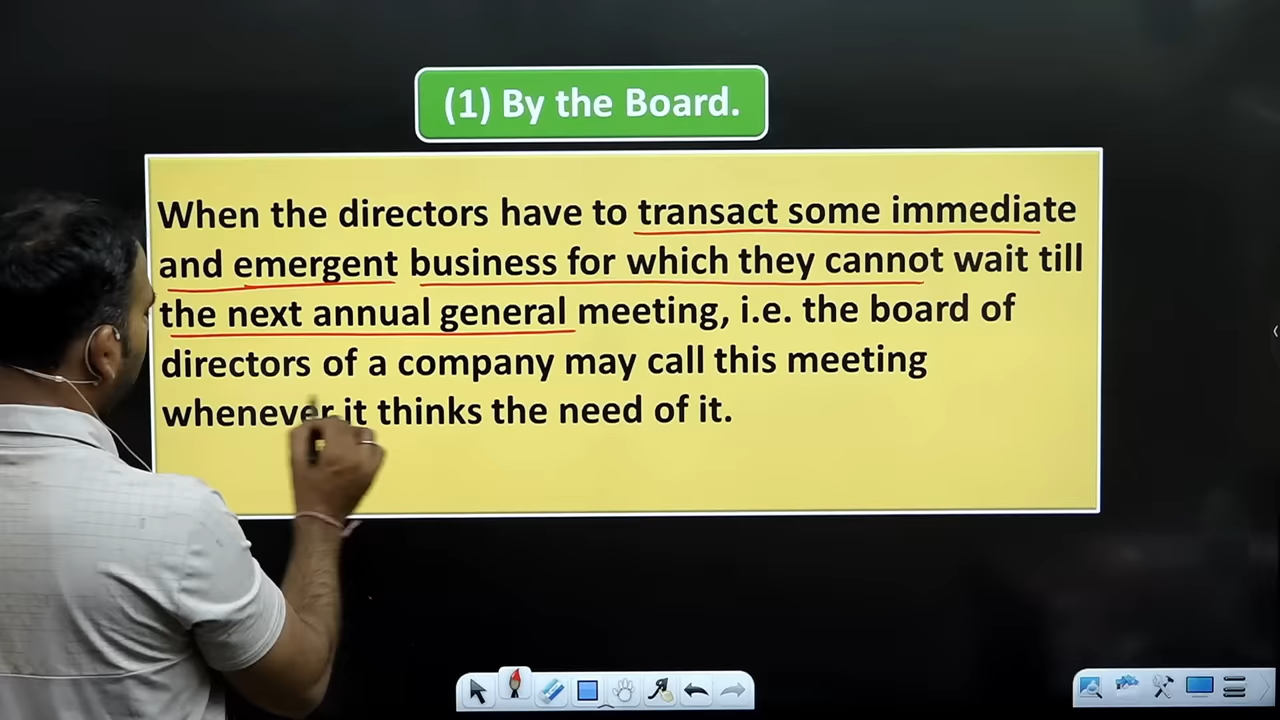 (1) By the Board.
When the directors have to transact some immediate
and emergent business for which they cannot wait till
the next annual general meeting, i.e. the board of
directors of a company may call this meeting
whenever it thinks the need of it.